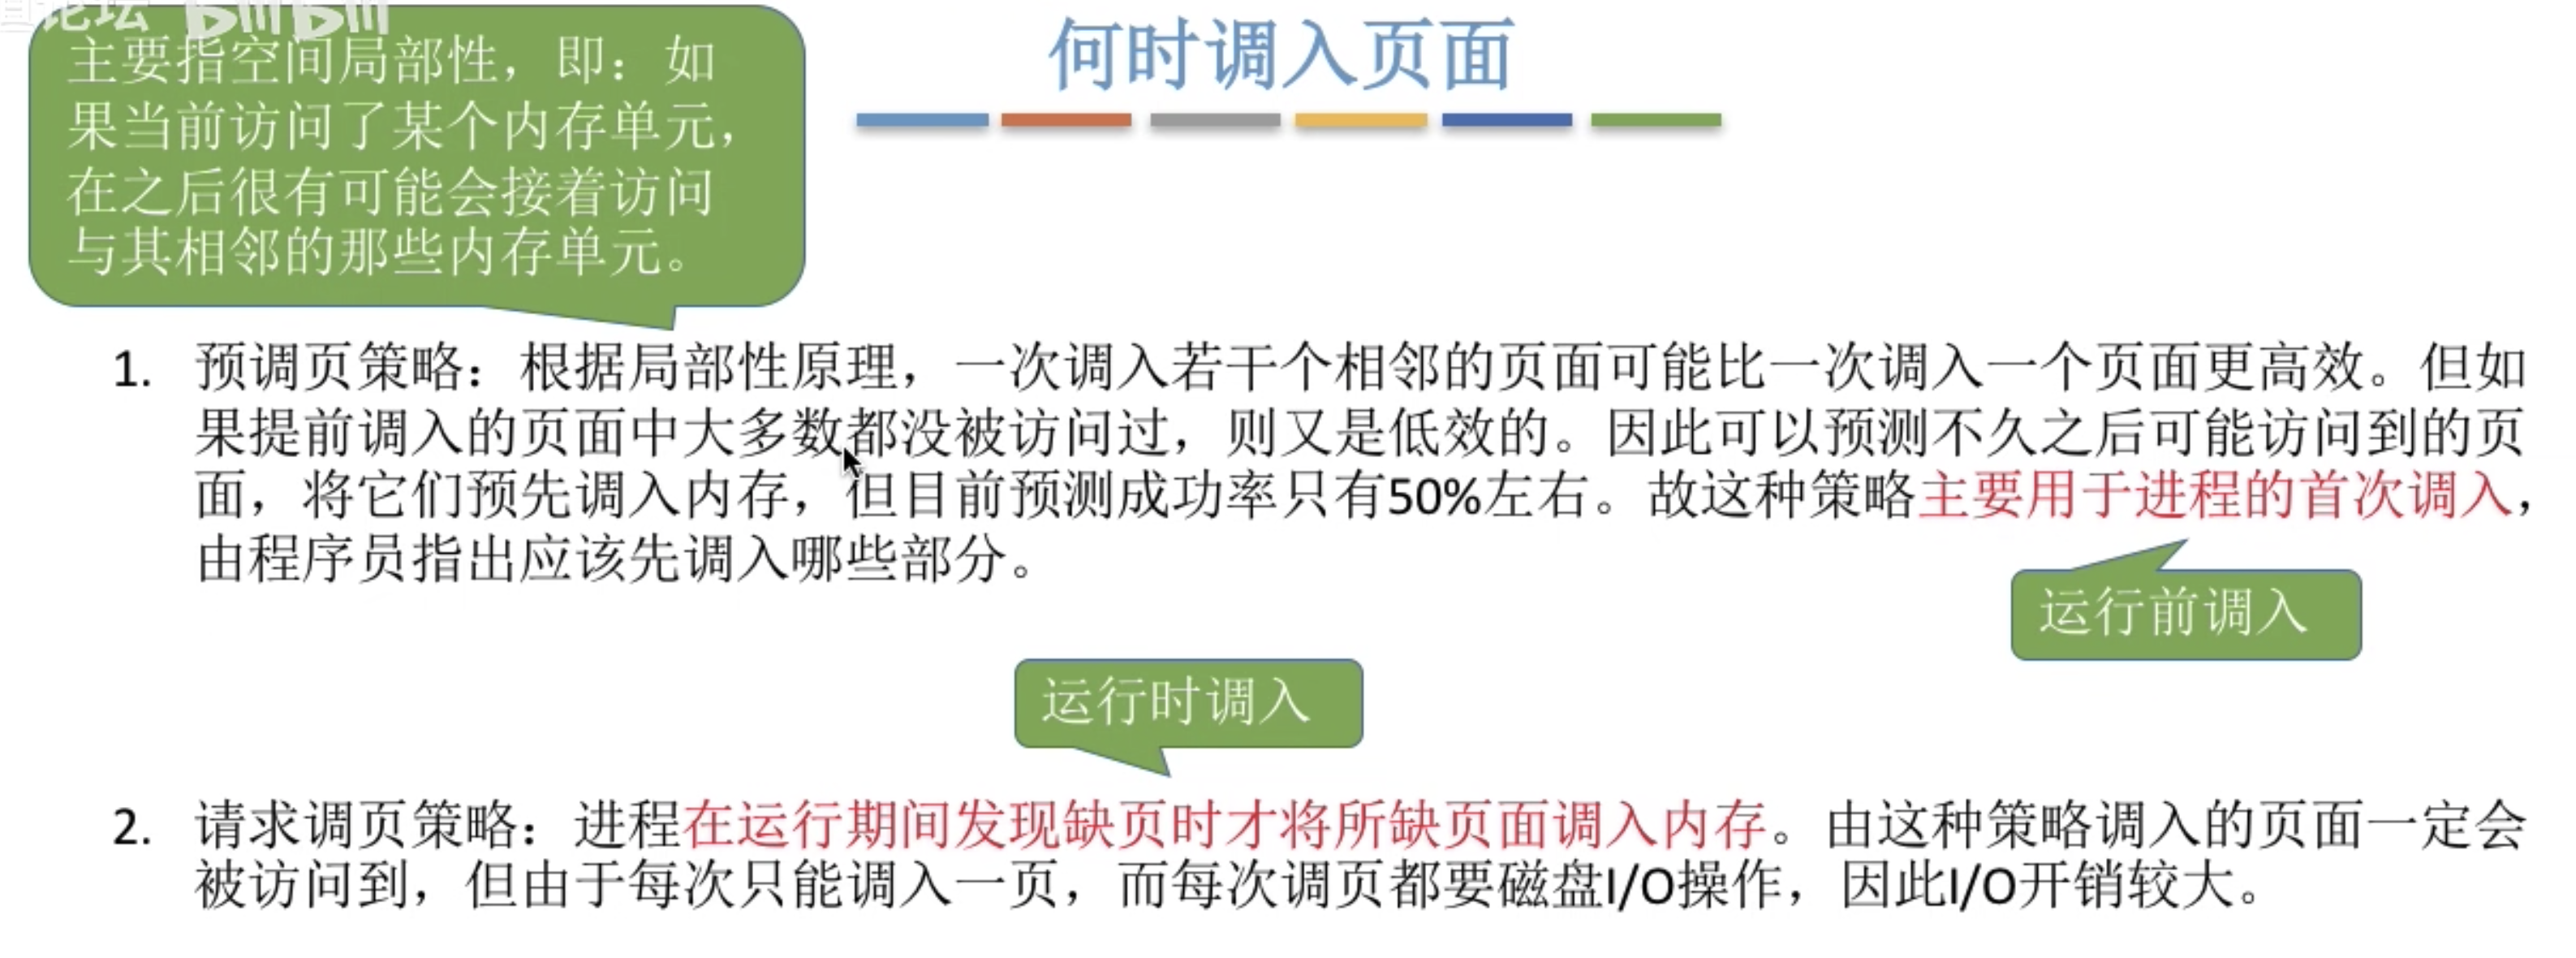 论坛
bilibili
主要指空间局部性，即：如
果当前访问了某个内存单元，
在之后很有可能会接着访问
与其相邻的那些内存单元。
何时调入页面
1. 预调页策略：根据局部性原理，一次调入若干个相邻的页面可能比一次调入一个页面更高效。但如
果提前调入的页面中大多数都没被访问过，则又是低效的。因此可以预测不久之后可能访问到的页
面，将它们预先调入内存，但目前预测成功率只有50%左右。故这种策略主要用于进程的首次调入，
由程序员指出应该先调入哪些部分。
运行前调入
运行时调入
2. 请求调页策略：进程在运行期间发现缺页时才将所缺页面调入内存。由这种策略调入的页面一定会
被访问到，但由于每次只能调入一页，而每次调页都要磁盘I/O操作，因此I/O开销较大。